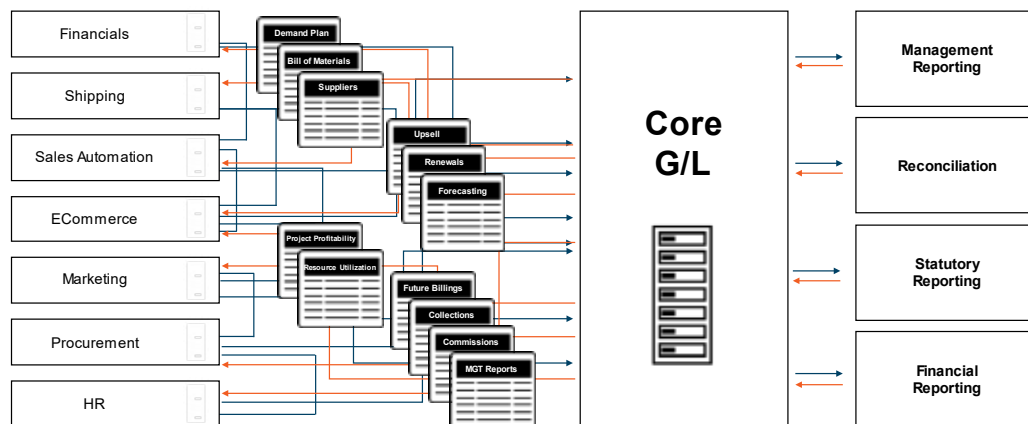 Financials
Shipping
Sales Automation
ECommerce
Marketing
Procurement
HR
Demand Plan
Bill of Materials
Suppliers
Upsell
Renewals
Forecasting
Project Profitability
Resource Utilization
Future Billings
Collections
Commissions
MGT Reports
Core
G/L
Management
Reporting
Reconciliation
Statutory
Reporting
Financial
Reporting